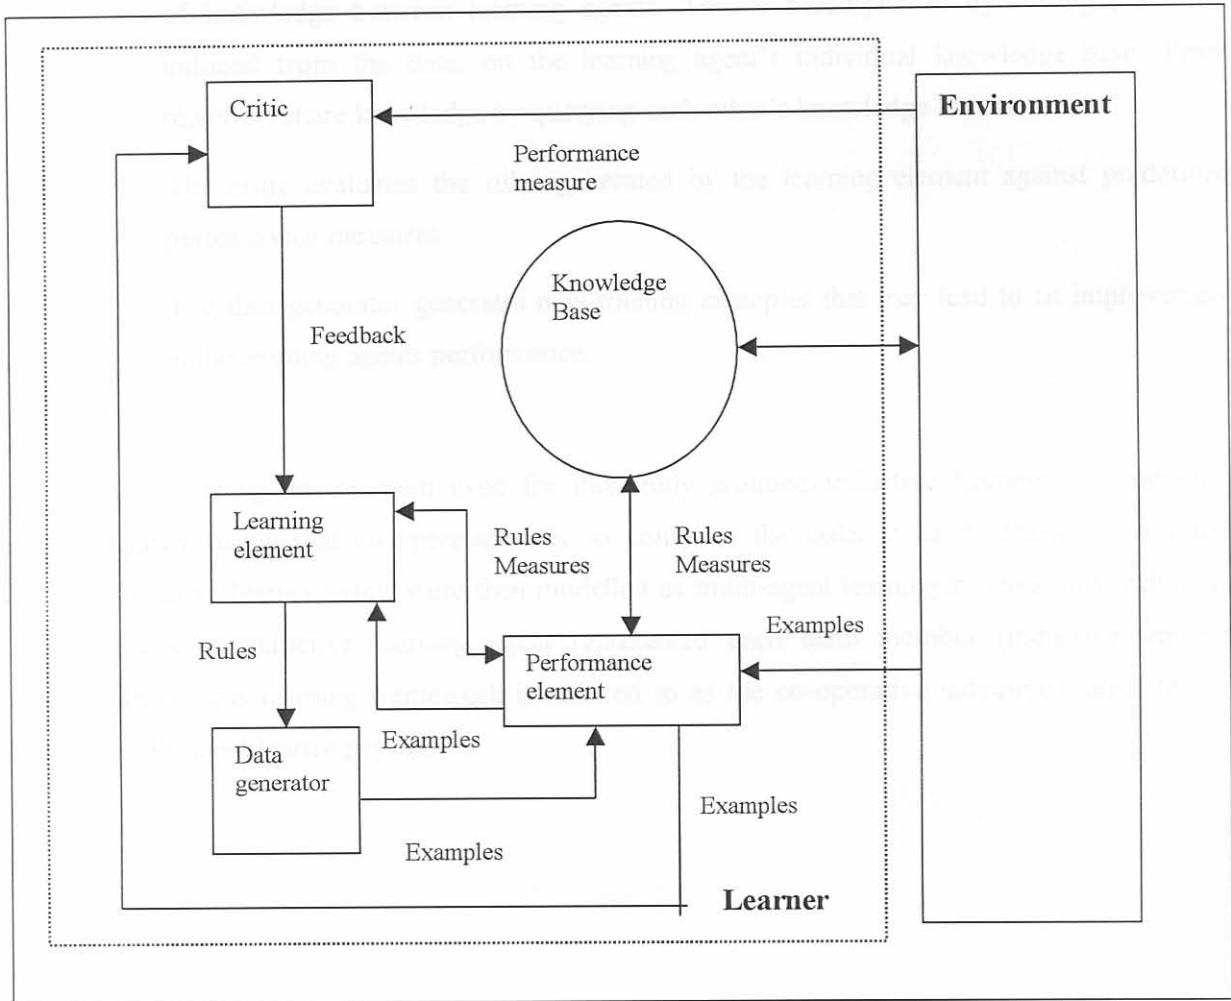 Critic
Environment
Performance
measure
Knowledge
Base
Feedback
Learning
element
Rules
Measures
Rules
Measures
Examples
Rules
Performance
element
Examples
Data
generator
Examples
Examples
Learner